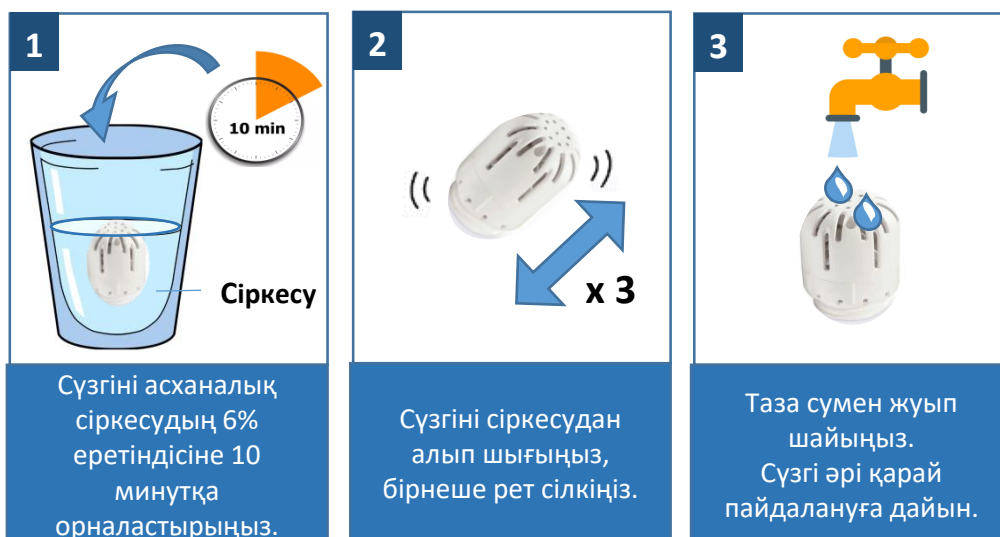 1
10 min
Сіркесу
Сүзгіні асханалық
сіркесудың 6%
еретіндісіне 10
минутқа
орналастырыңыз.
2
x 3
Сүзгіні сіркесудан
алып шығыңыз,
бірнеше рет сілкіңіз.
3
Таза сумен жуып
шайыңыз.
Сүзгі әрі қарай
пайдалануға дайын.